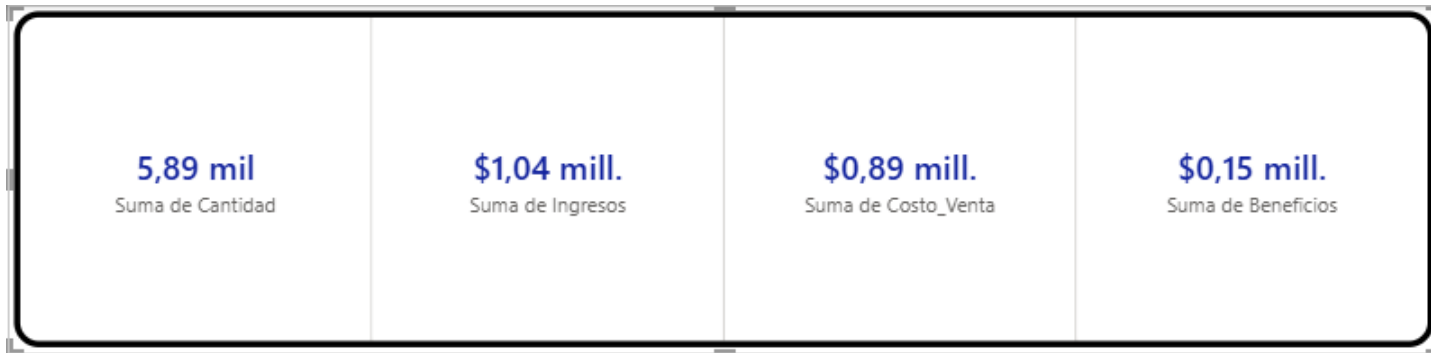 5,89 mil
Suma de Cantidad
$1,04 mill.
Suma de Ingresos
$0,89 mill.
Suma de Costo_Venta
$0,15 mill.
Suma de Beneficios